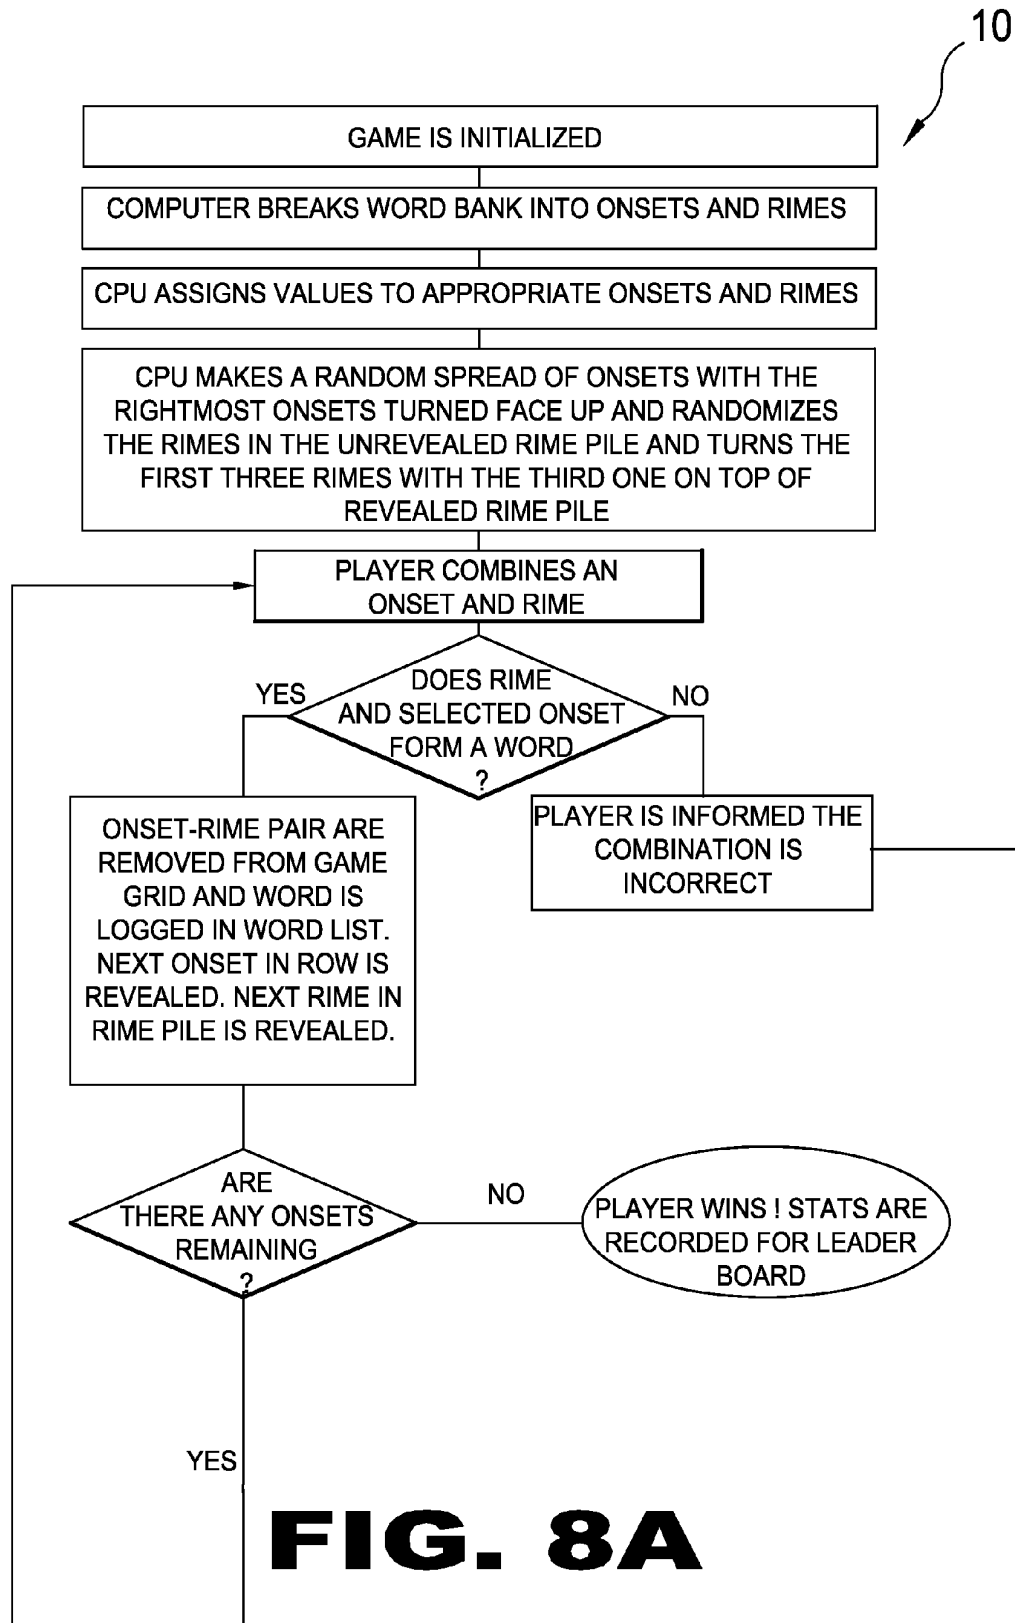 10
GAME IS INITIALIZED
COMPUTER BREAKS WORD BANK INTO ONSETS AND RIMES
CPU ASSIGNS VALUES TO APPROPRIATE ONSETS AND RIMES
CPU MAKES A RANDOM SPREAD OF ONSETS WITH THE
RIGHTMOST ONSETS TURNED FACE UP AND RANDOMIZES
THE RIMES IN THE UNREVEALED RIME PILE AND TURNS THE
FIRST THREE RIMES WITH THE THIRD ONE ON TOP OF
REVEALED RIME PILE
PLAYER COMBINES AN
ONSET AND RIME
DOES RIME
AND SELECTED ONSET
FORM A WORD
?
YES
NO
ONSET-RIME PAIR ARE
REMOVED FROM GAME
GRID AND WORD IS
LOGGED IN WORD LIST.
NEXT ONSET IN ROW IS
REVEALED. NEXT RIME IN
RIME PILE IS REVEALED.
PLAYER IS INFORMED THE
COMBINATION IS
INCORRECT
ARE
THERE ANY ONSETS
REMAINING
?
NO
PLAYER WINS ! STATS ARE
RECORDED FOR LEADER
BOARD
YES
FIG. 8A